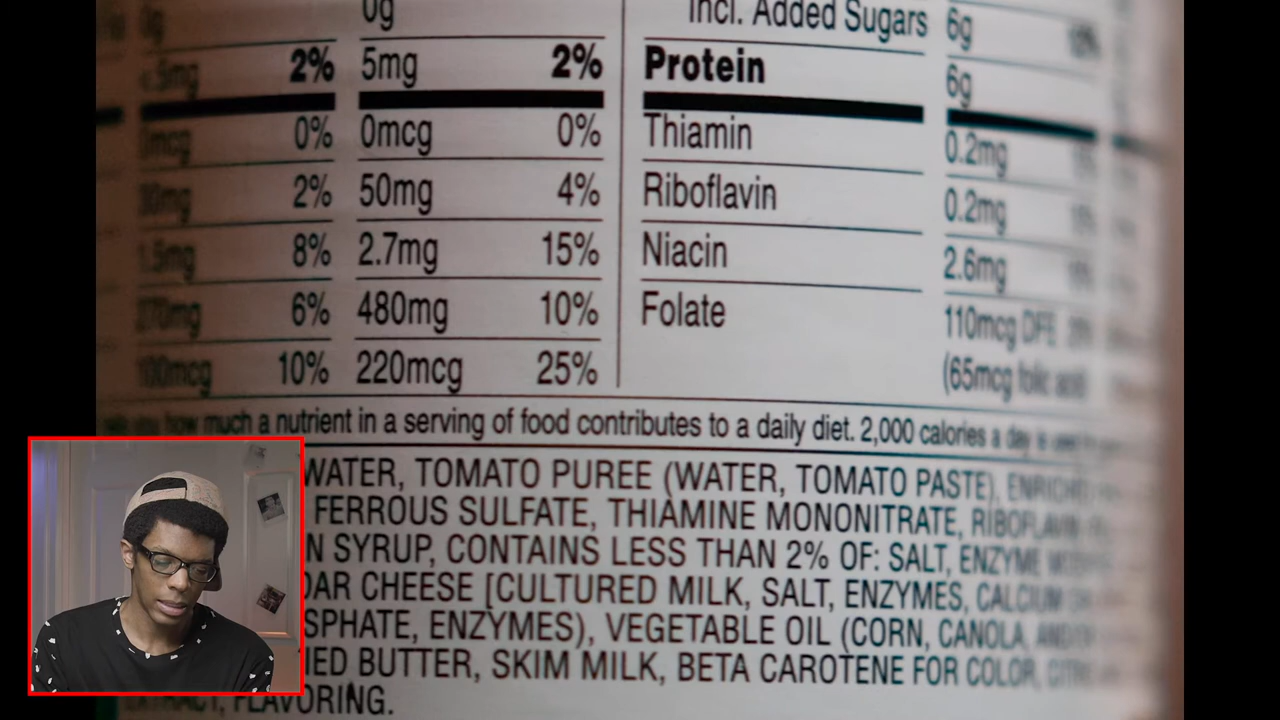 0g Incl. Added Sugars 6g
2% 5mg 2% Protein 6g
0% 0mcg 0% Thiamin 0.2mg
2% 50mg 4% Riboflavin 0.2mg
8% 2.7mg 15% Niacin 2.6mg
6% 480mg 10% Folate 110mcg DFE
10% 220mcg 25% (65mcg folic
how much a nutrient in a serving of food contributes to a daily diet. 2,000 calories a day is
WATER, TOMATO PUREE (WATER, TOMATO PASTE),
FERROUS SULFATE, THIAMINE MONONITRATE,
N SYRUP, CONTAINS LESS THAN 2% OF: SALT, ENZYME
DAR CHEESE [CULTURED MILK, SALT, ENZYMES, CALCIUM
SPHATE, ENZYMES), VEGETABLE OIL (CORN, CANOLA,
IED BUTTER, SKIM MILK, BETA CAROTENE FOR COLOR,
FLAVORING.